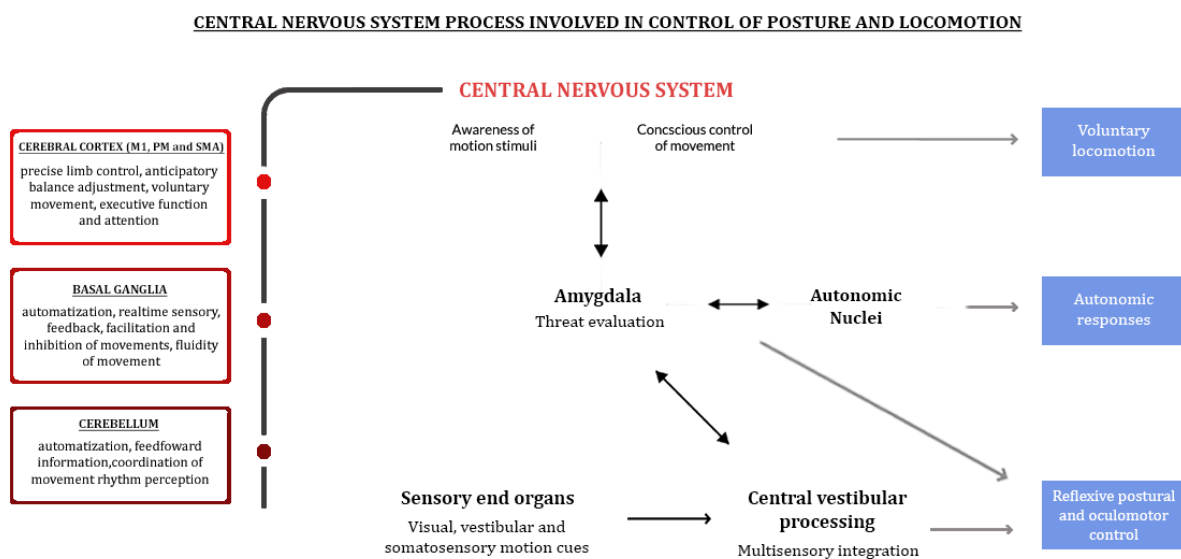 CENTRAL NERVOUS SYSTEM PROCESS INVOLVED IN CONTROL OF POSTURE AND LOCOMOTION
CENTRAL NERVOUS SYSTEM
Awareness of
motion stimuli
Concscious control
of movement
Voluntary
locomotion
CEREBRAL CORTEX (M1, PM and SMA)
precise limb control, anticipatory
balance adjustment, voluntary
movement, executive function
and attention
BASAL GANGLIA
automatization, realtime sensory,
feedback, facilitation and
inhibition of movements, fluidity
of movement
Amygdala
Threat evaluation
Autonomic
Nuclei
Autonomic
responses
CEREBELLUM
automatization, feedfoward
information,coordination of
movement rhythm perception
Sensory end organs
Visual, vestibular and
somatosensory motion cues
Central vestibular
processing
Multisensory integration
Reflexive postural
and oculomotor
control